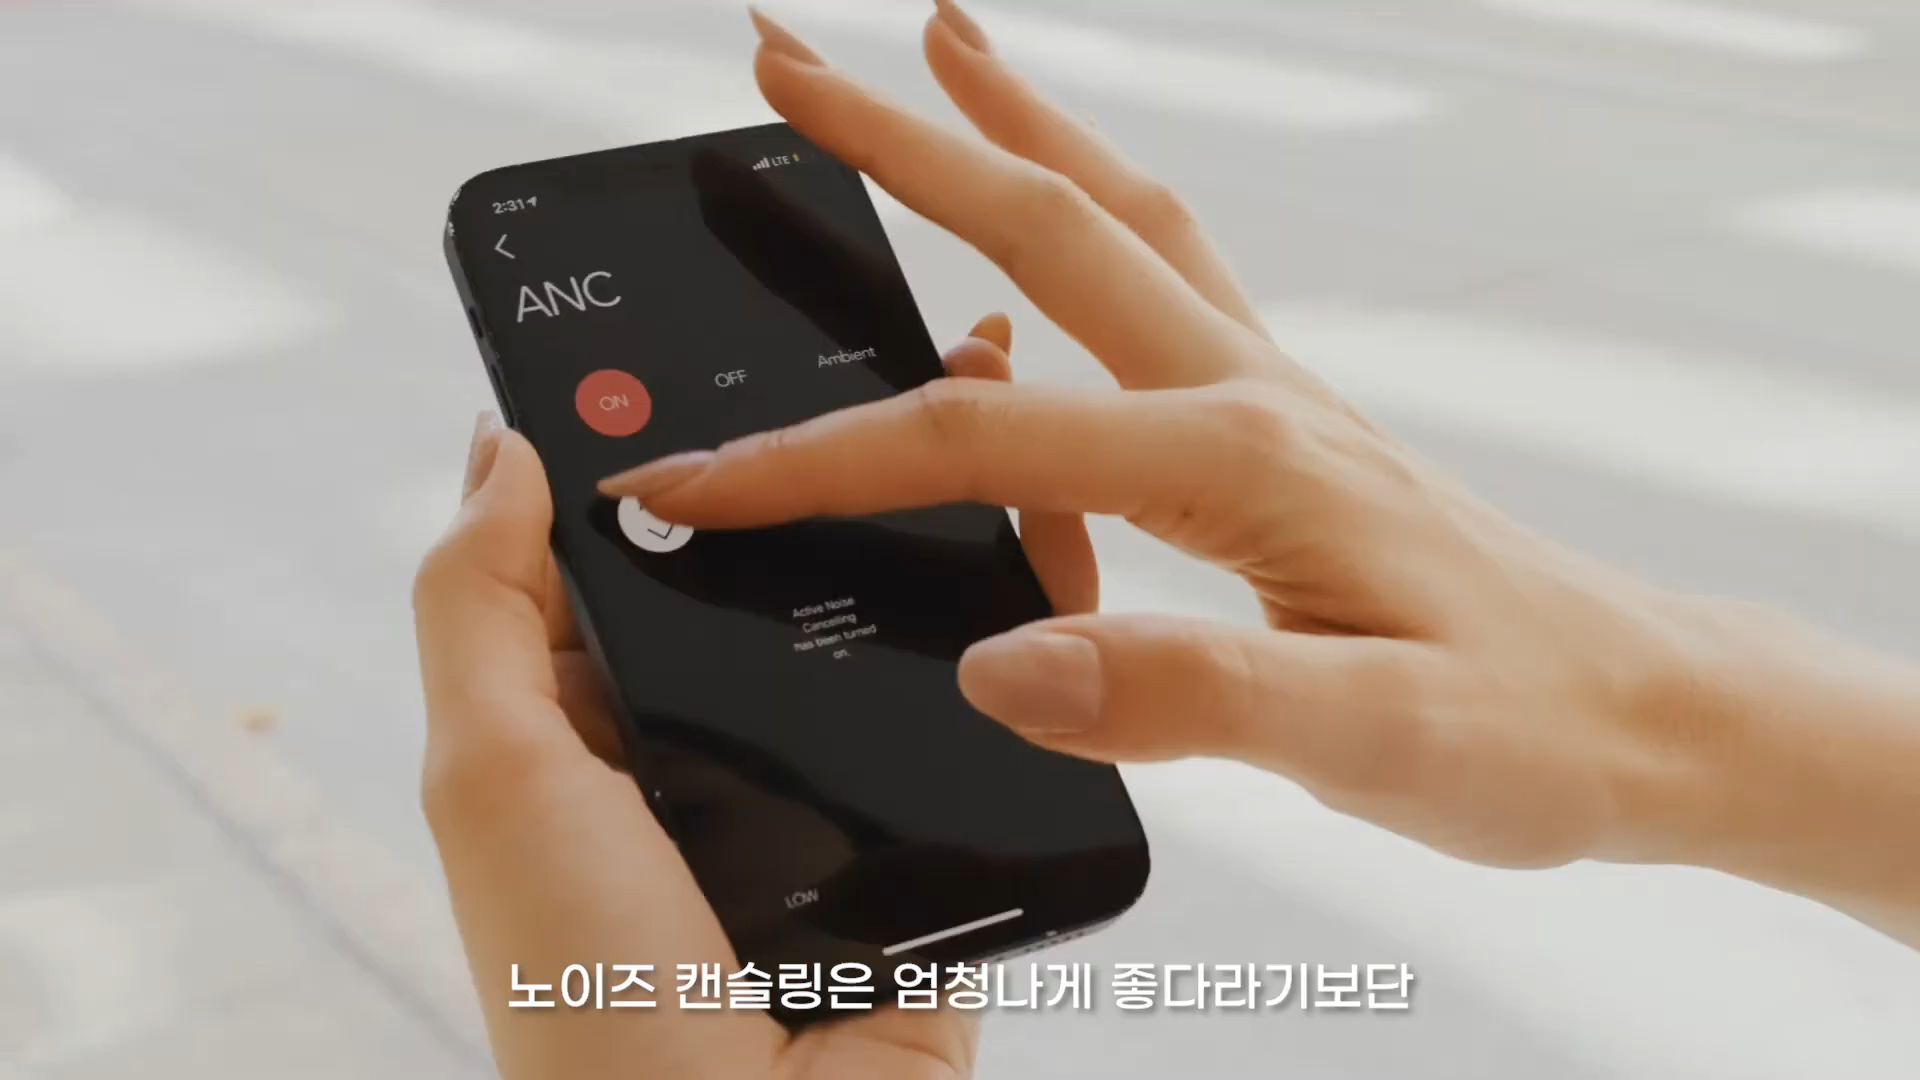 LTE
2:31
ANC
ON
OFF
Ambient
Active Noise
Cancelling
has been turned
on.
LOW
노이즈 캔슬링은 엄청나게 좋다라기보단